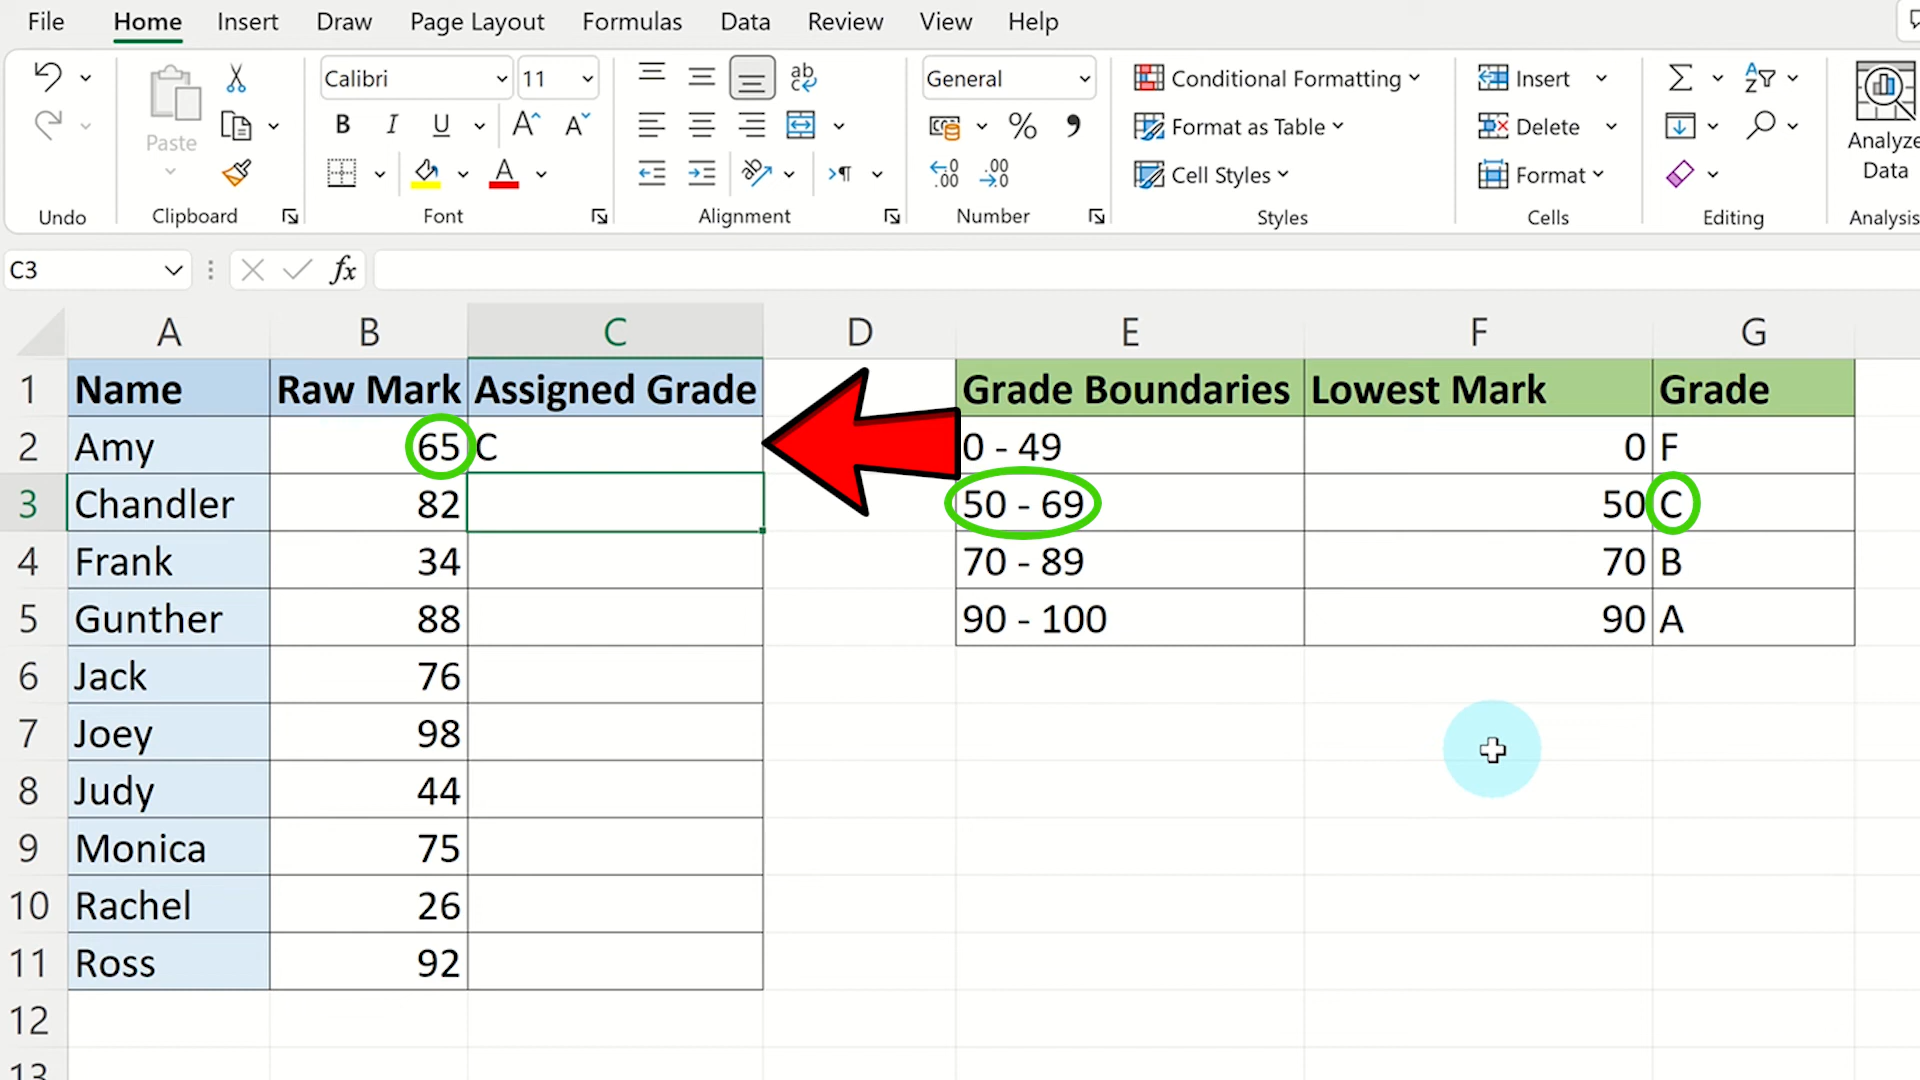 File Home Insert Draw Page Layout Formulas Data Review View Help
Calibri 11 ab General Conditional Formatting Insert
Paste B I U A A % Format as Table Delete Analyze
A ab Cell Styles Format Data
Undo Clipboard Font Alignment Number Styles Cells Editing Analysis
C3 fx
A B C D E F G
1 Name Raw Mark Assigned Grade Grade Boundaries Lowest Mark Grade
2 Amy 65 C 0 - 49 0 F
3 Chandler 82 50 - 69 50 C
4 Frank 34 70 - 89 70 B
5 Gunther 88 90 - 100 90 A
6 Jack 76
7 Joey 98
8 Judy 44
9 Monica 75
10 Rachel 26
11 Ross 92
12
13